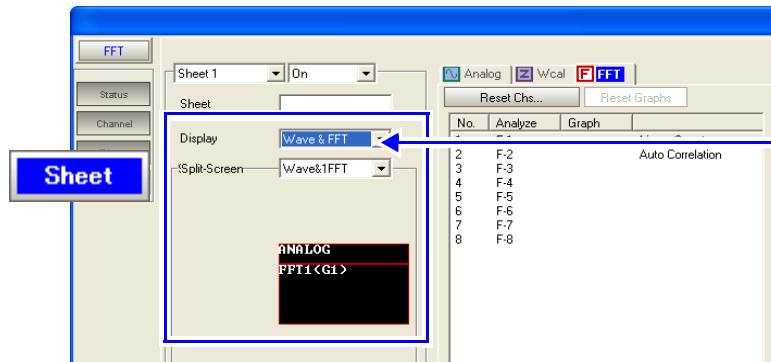 FFT
Status
Channel
Sheet
Sheet 1 On
Sheet
Display Wave & FFT
Split-Screen Wave&1FFT
ANALOG
FFT1(G1)
Analog Z Wcal F FFT
Reset Chs... Reset Graphs
No. Analyze Graph
2 F-2 Auto Correlation
3 F-3
4 F-4
5 F-5
6 F-6
7 F-7
8 F-8